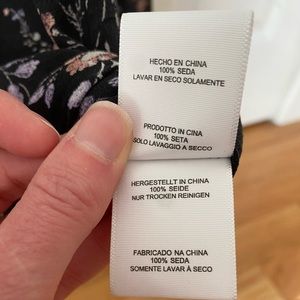 HECHO EN CHINA
100% SEDA
LAVAR EN SECO SOLAMENTE
PRODOTTO IN CINA
100% SETA
SOLO LAVAGGIO A SECCO
HERGESTELLT IN CHINA
100% SEIDE
NUR TROCKEN REINIGEN
FABRICADO NA CHINA
100% SEDA
SOMENTE LAVAR À SECO